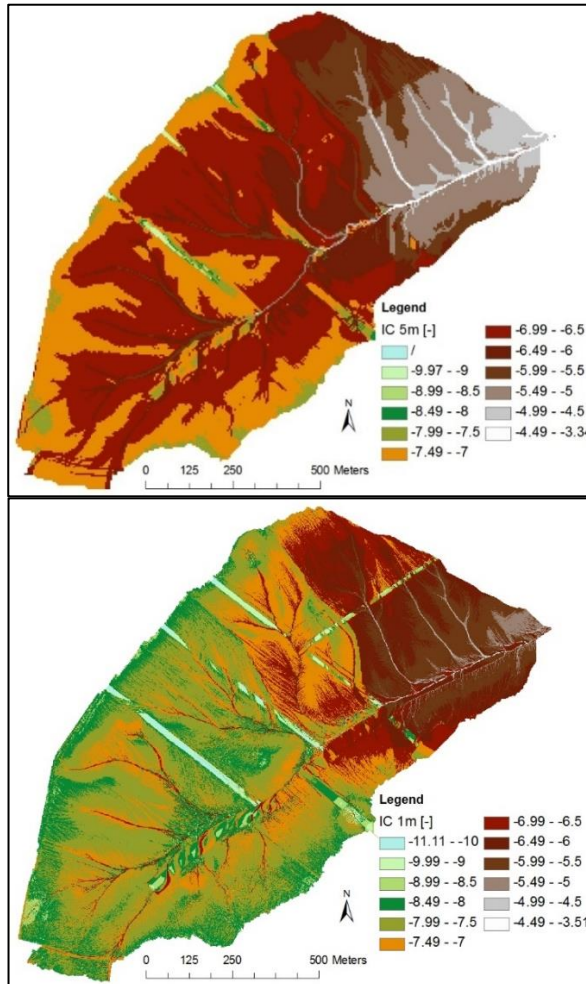 Legend
IC 5m [-]
/
-9.97 - -9
-8.99 - -8.5
-8.49 - -8
-7.99 - -7.5
-7.49 - -7
-6.99 - -6.5
-6.49 - -6
-5.99 - -5.5
-5.49 - -5
-4.99 - -4.5
-4.49 - -3.34
N
0 125 250 500 Meters
Legend
IC 1m [-]
-11.11 - -10
-9.99 - -9
-8.99 - -8.5
-8.49 - -8
-7.99 - -7.5
-7.49 - -7
-6.99 - -6.5
-6.49 - -6
-5.99 - -5.5
-5.49 - -5
-4.99 - -4.5
-4.49 - -3.51
N
0 125 250 500 Meters